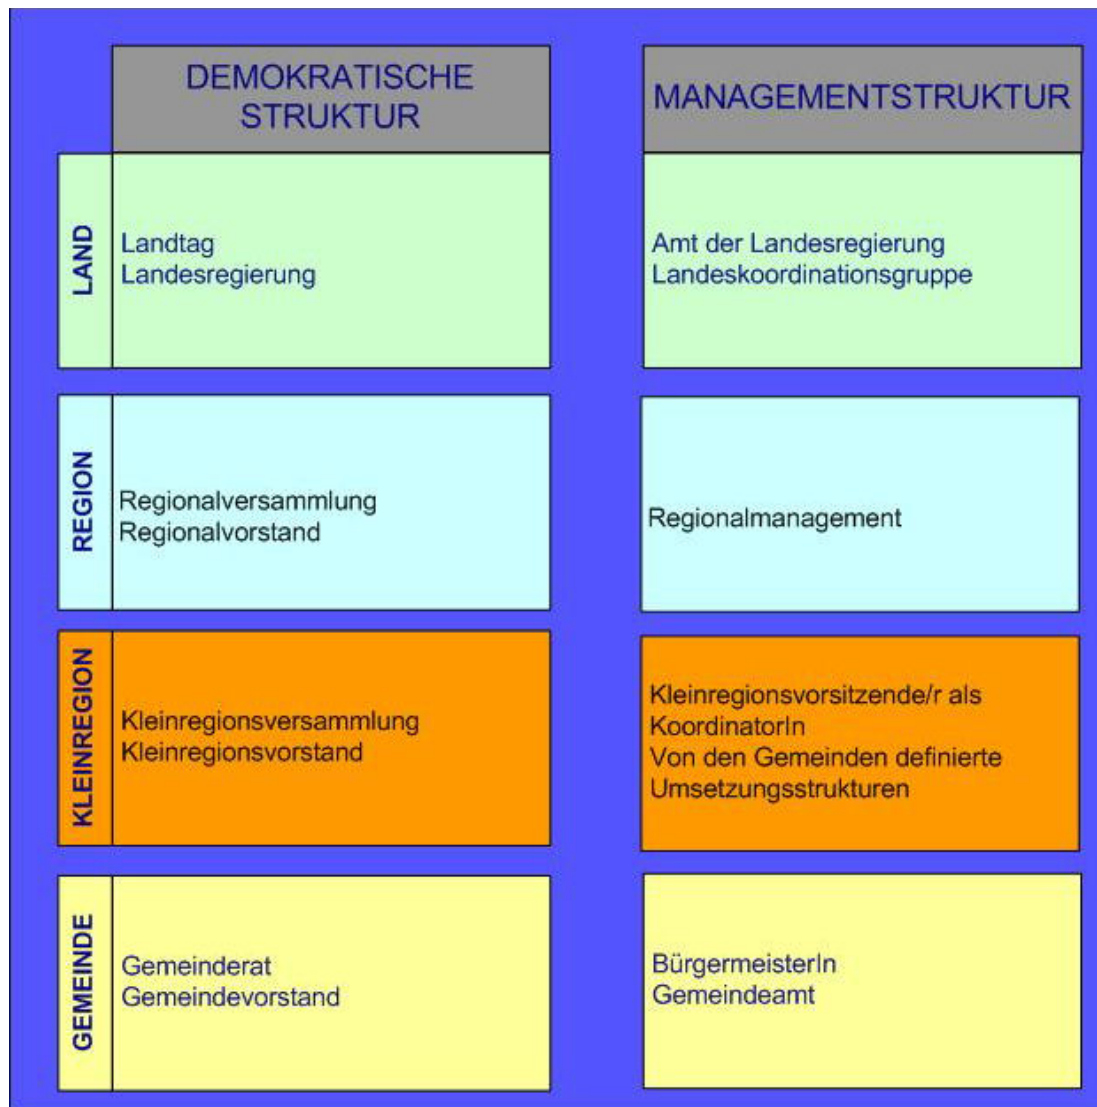 DEMOKRATISCHE
STRUKTUR
MANAGEMENTSTRUKTUR
LAND
Landtag
Landesregierung
Amt der Landesregierung
Landeskoordinationsgruppe
REGION
Regionalversammlung
Regionalvorstand
Regionalmanagement
KLEINREGION
Kleinregionsversammlung
Kleinregionsvorstand
Kleinregionsvorsitzende/r als
KoordinatorIn
Von den Gemeinden definierte
Umsetzungsstrukturen
GEMEINDE
Gemeinderat
Gemeindevorstand
BürgermeisterIn
Gemeindeamt